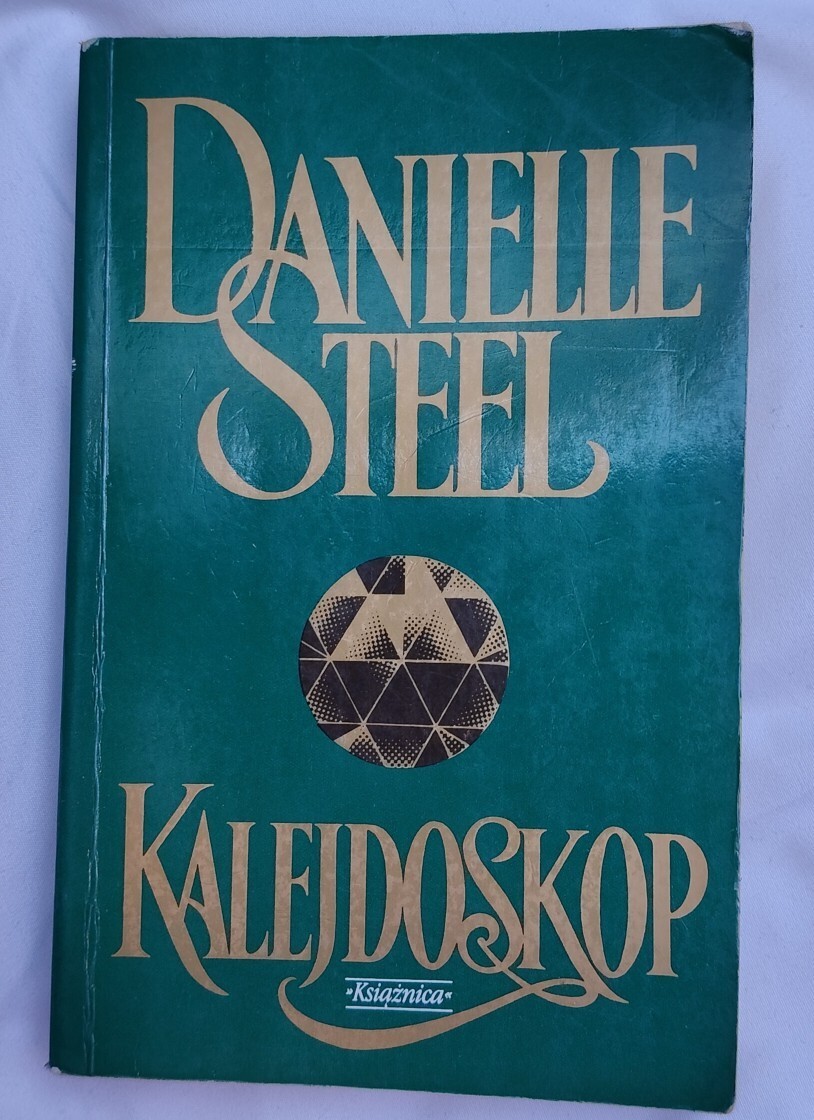 DANIELLE
STEEL
KALEJDOSKOP
»Książnica«